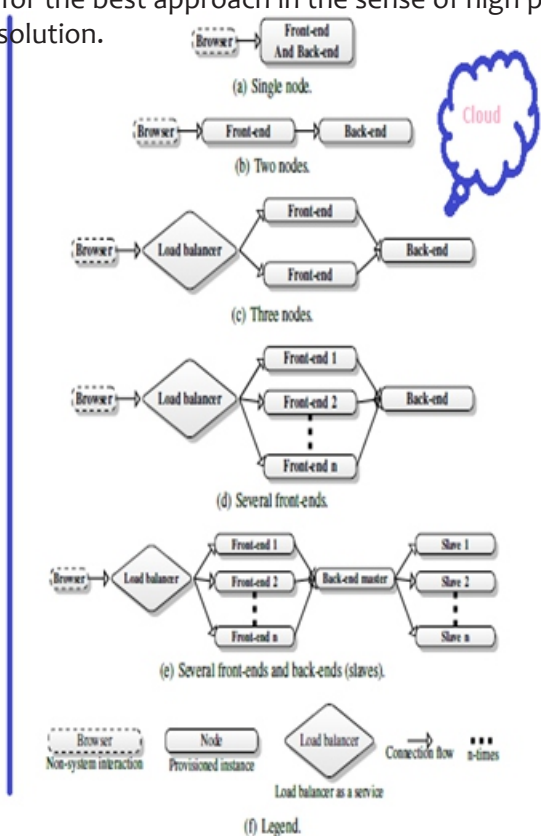 for the best approach in the sense of high p
solution.
Browser
Front-end
And Back-end
(a) Single node.
Cloud
Browser
Front-end
Back-end
(b) Two nodes.
Browser
Load balancer
Front-end
Front-end
Back-end
(c) Three nodes.
Browser
Load balancer
Front-end 1
Front-end 2
Front-end n
Back-end
(d) Several front-ends.
Browser
Load balancer
Front-end 1
Front-end 2
Front-end n
Back-end master
Slave 1
Slave 2
Slave n
(e) Several front-ends and back-ends (slaves).
Browser
Non-system interaction
Node
Provisioned instance
Load balancer
Load balancer as a service
Connection flow
n-times
(f) Legend.